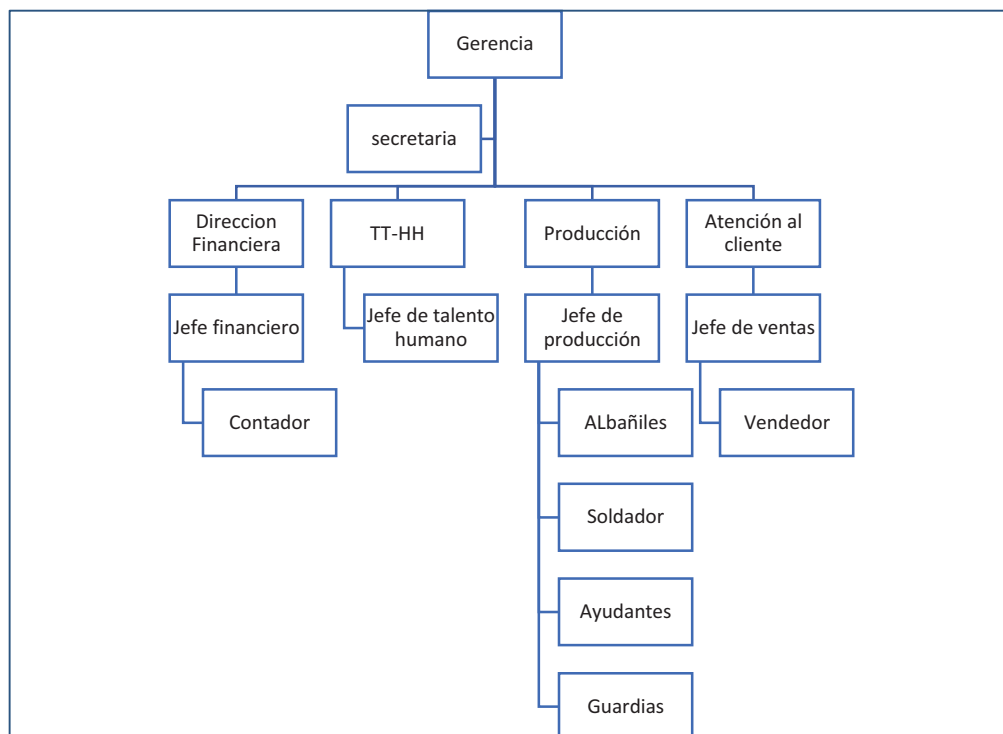 Gerencia
secretaria
Direccion
Financiera
TT-HH
Producción
Atención al
cliente
Jefe financiero
Jefe de talento
humano
Jefe de
producción
Jefe de ventas
Contador
ALbañiles
Vendedor
Soldador
Ayudantes
Guardias